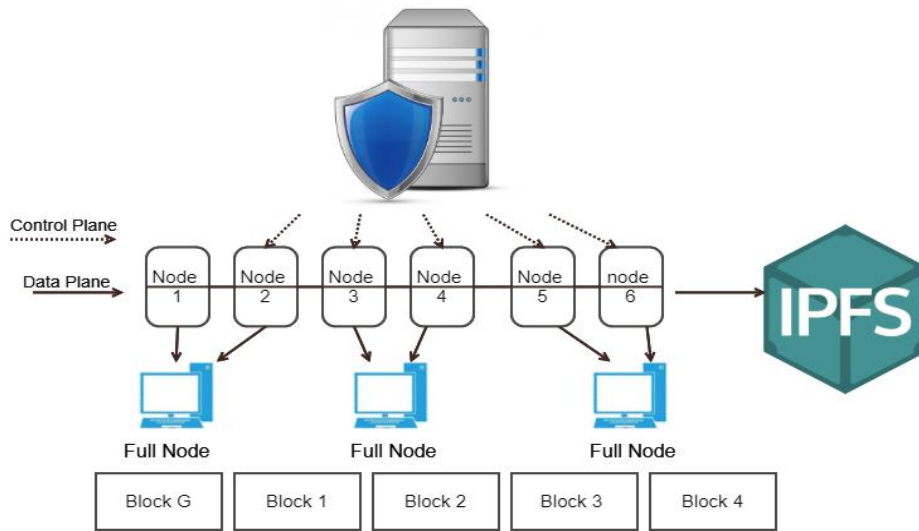 Control Plane
Data Plane
Node
1
Node
2
Node
3
Node
4
Node
5
node
6
IPFS
Full Node
Full Node
Full Node
Block G
Block 1
Block 2
Block 3
Block 4